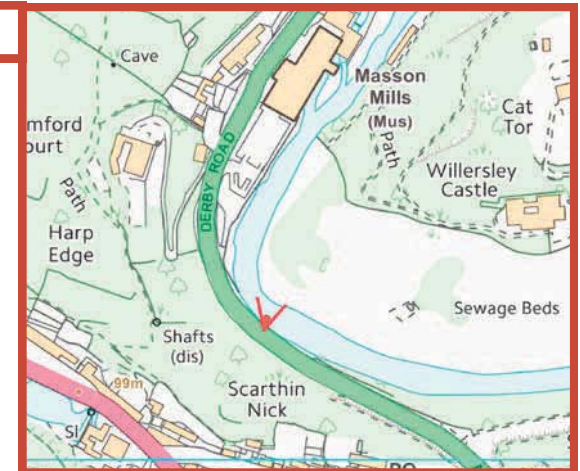 Cave
Masson
Mills
(Mus)
Cat
Tor
mford
ourt
Path
DERBY ROAD
Path
Willersley
Castle
Harp
Edge
Sewage Beds
Shafts
(dis)
99m
Scarthin
Nick
Sl
PO